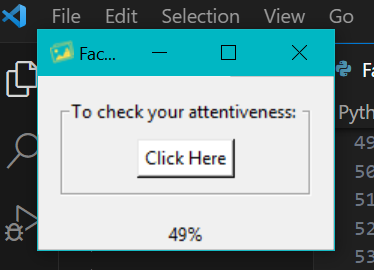 File Edit Selection View Go
Fac...
Fa
To check your attentiveness:
Pytho
Click Here
49
50
51
52
53
49%